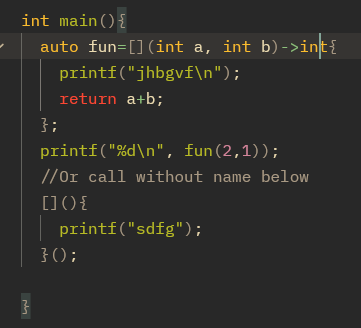 int main(){
auto fun=[](int a, int b)->int{
printf("jhbgvf\n");
return a+b;
};
printf("%d\n", fun(2,1));
//Or call without name below
[](){
printf("sdfg");
}();
}